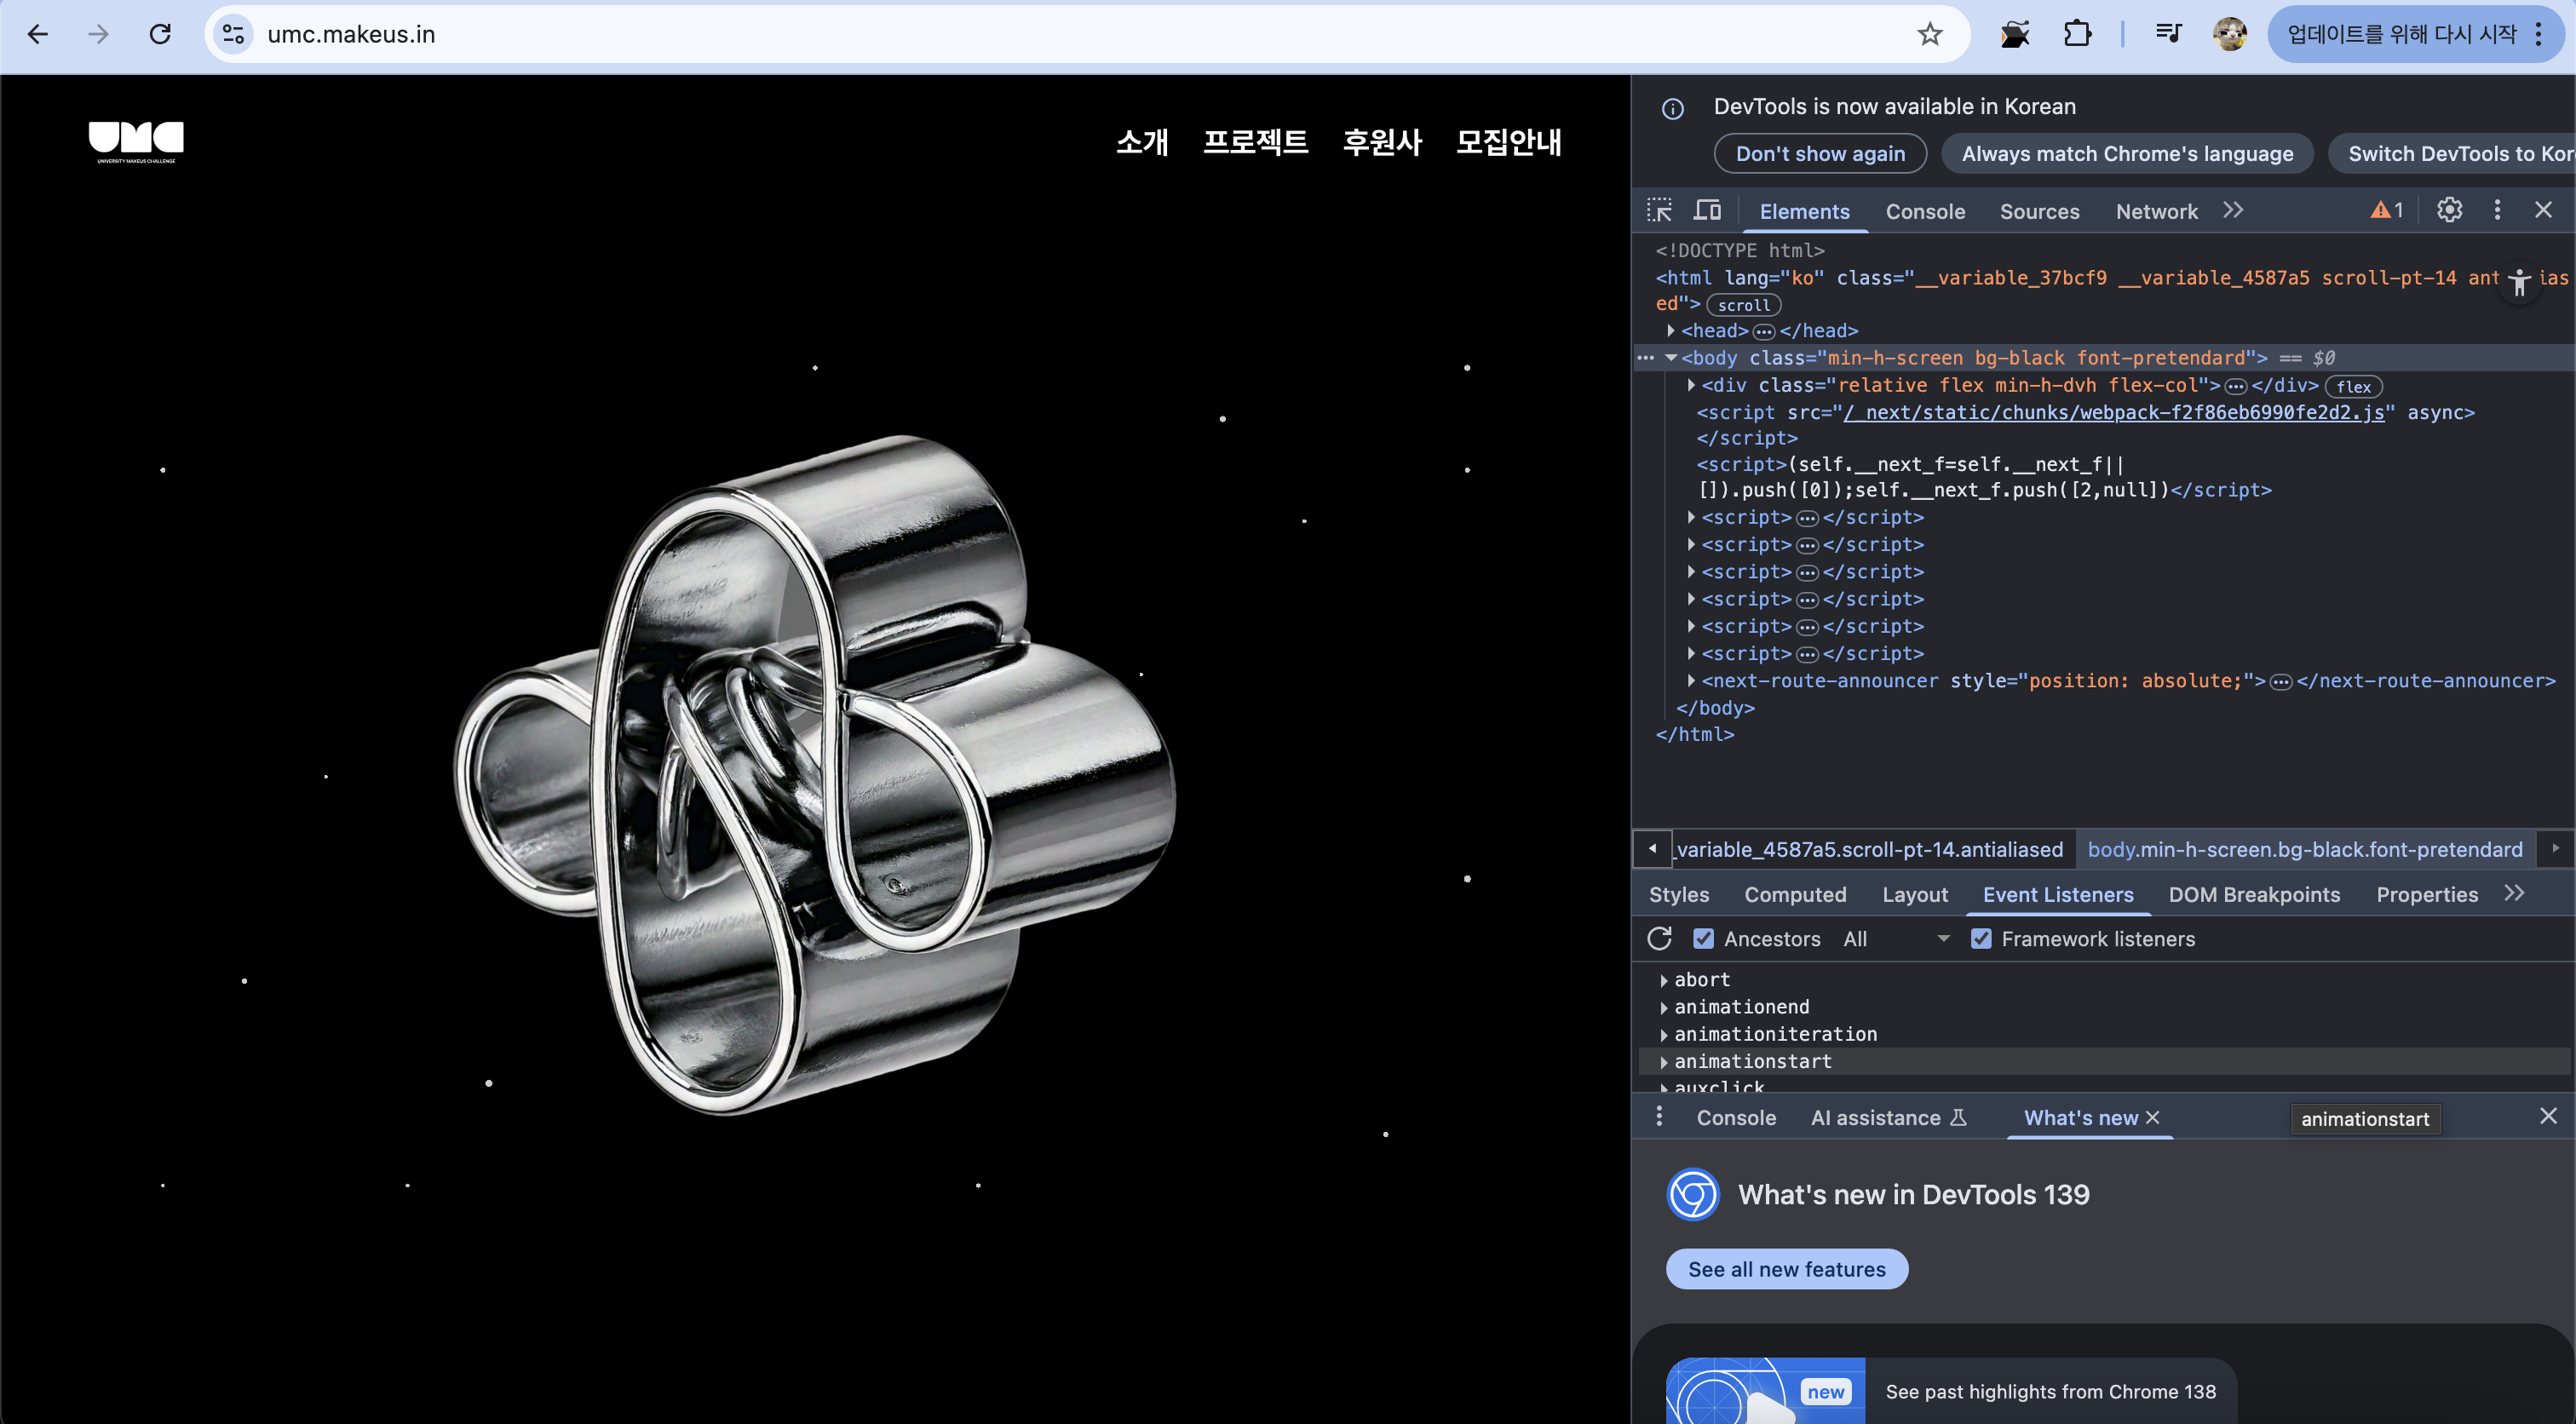 umc.makeus.in
업데이트를 위해 다시 시작
UMC
UNIVERSITY MAKEUS CHALLENGE
소개 프로젝트 후원사 모집안내
DevTools is now available in Korean
Don't show again Always match Chrome's language Switch DevTools to Kor
Elements Console Sources Network 1
<!DOCTYPE html>
<html lang="ko" class="__variable_37bcf9 __variable_4587a5 scroll-pt-14 ant ias
ed"> scroll
<head> </head>
<body class="min-h-screen bg-black font-pretendard"> == $0
<div class="relative flex min-h-dvh flex-col"> </div> flex
<script src="/_next/static/chunks/webpack-f2f86eb6990fe2d2.js" async>
</script>
<script>(self.__next_f=self.__next_f||
[]).push([0]);self.__next_f.push([2,null])</script>
<script> </script>
<script> </script>
<script> </script>
<script> </script>
<script> </script>
<script> </script>
<next-route-announcer style="position: absolute;"> </next-route-announcer>
</body>
</html>
_variable_4587a5.scroll-pt-14.antialiased body.min-h-screen.bg-black.font-pretendard
Styles Computed Layout Event Listeners DOM Breakpoints Properties
Ancestors All Framework listeners
abort
animationend
animationiteration
animationstart
auxclick
Console AI assistance What's new animationstart
What's new in DevTools 139
See all new features
new See past highlights from Chrome 138